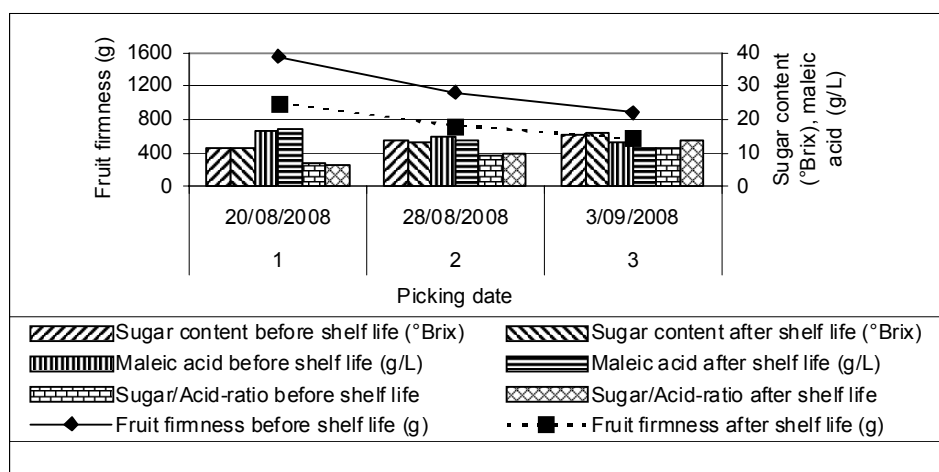 Fruit firmness (g)
1600
1200
800
400
0
40
30
20
10
0
Sugar content
(°Brix), maleic
acid (g/L)
20/08/2008 28/08/2008 3/09/2008
1 2 3
Picking date
Sugar content before shelf life (°Brix) Sugar content after shelf life (°Brix)
Maleic acid before shelf life (g/L) Maleic acid after shelf life (g/L)
Sugar/Acid-ratio before shelf life Sugar/Acid-ratio after shelf life
Fruit firmness before shelf life (g) Fruit firmness after shelf life (g)